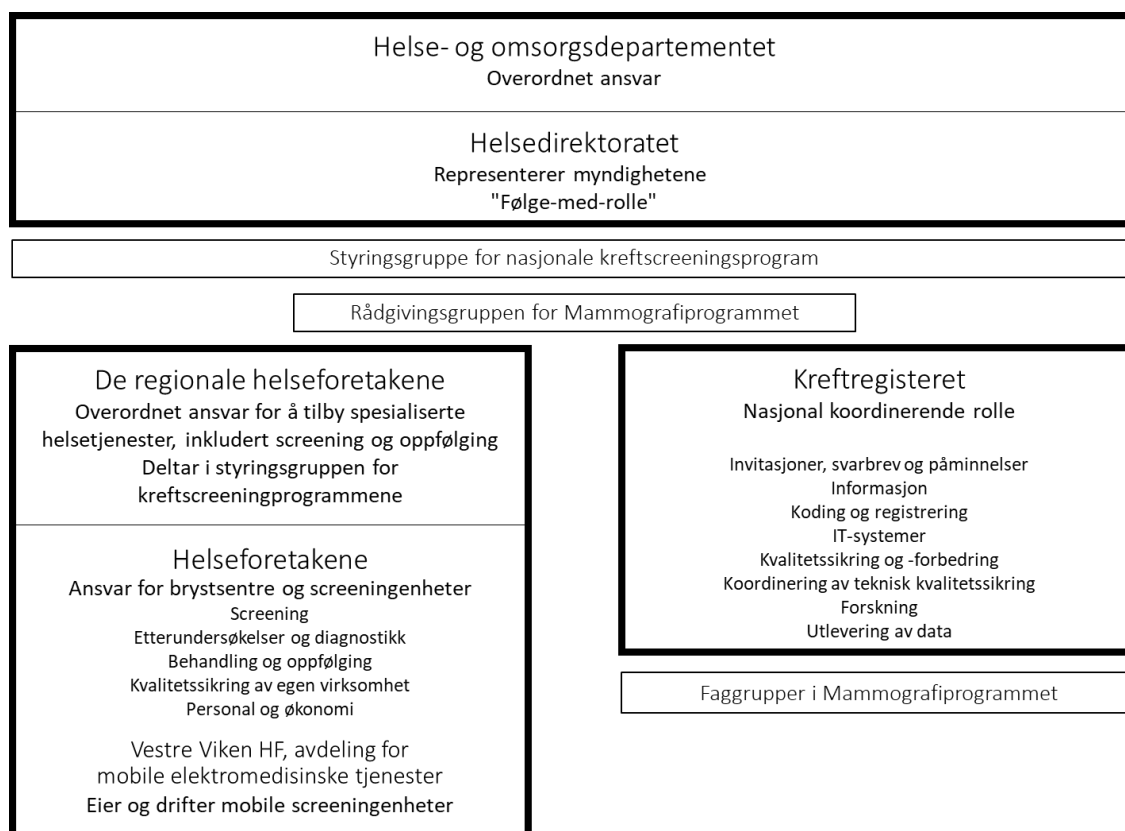 Helse- og omsorgsdepartementet
Overordnet ansvar
Helsedirektoratet
Representerer myndighetene
"Følge-med-rolle"
Styringsgruppe for nasjonale kreftscreeningsprogram
Rådgivingsgruppen for Mammografiprogrammet
De regionale helseforetakene
Overordnet ansvar for å tilby spesialiserte
helsetjenester, inkludert screening og oppfølging
Deltar i styringsgruppen for
kreftscreeningprogrammene
Helseforetakene
Ansvar for brystsentre og screeningenheter
Screening
Etterundersøkelser og diagnostikk
Behandling og oppfølging
Kvalitetssikring av egen virksomhet
Personal og økonomi
Vestre Viken HF, avdeling for
mobile elektromedisinske tjenester
Eier og drifter mobile screeningenheter
Kreftregisteret
Nasjonal koordinerende rolle
Invitasjoner, svarbrev og påminnelser
Informasjon
Koding og registrering
IT-systemer
Kvalitetssikring og -forbedring
Koordinering av teknisk kvalitetssikring
Forskning
Utlevering av data
Faggrupper i Mammografiprogrammet